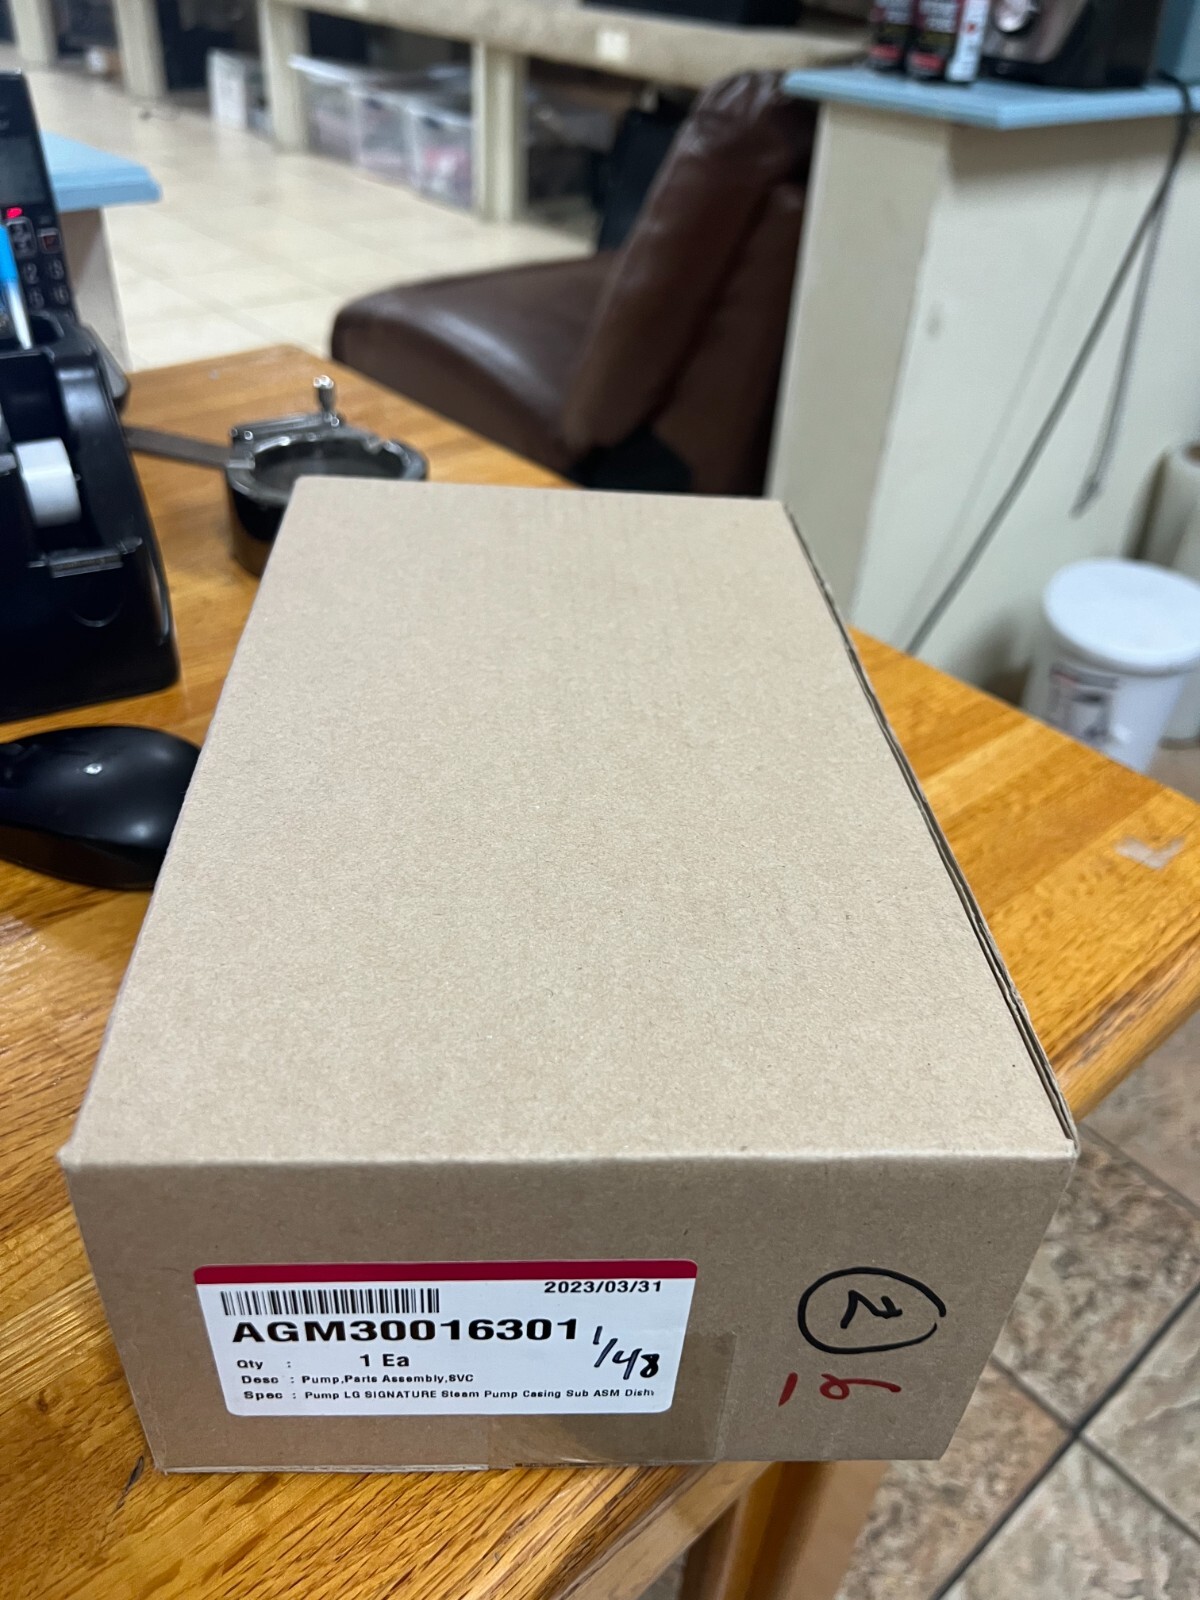 2023/03/31
AGM30016301
1/48
Qty : 1 Ea
Desc : Pump,Parts Assembly,SVC
Spec : Pump LG SIGNATURE Steam Pump Casing Sub ASM Dish